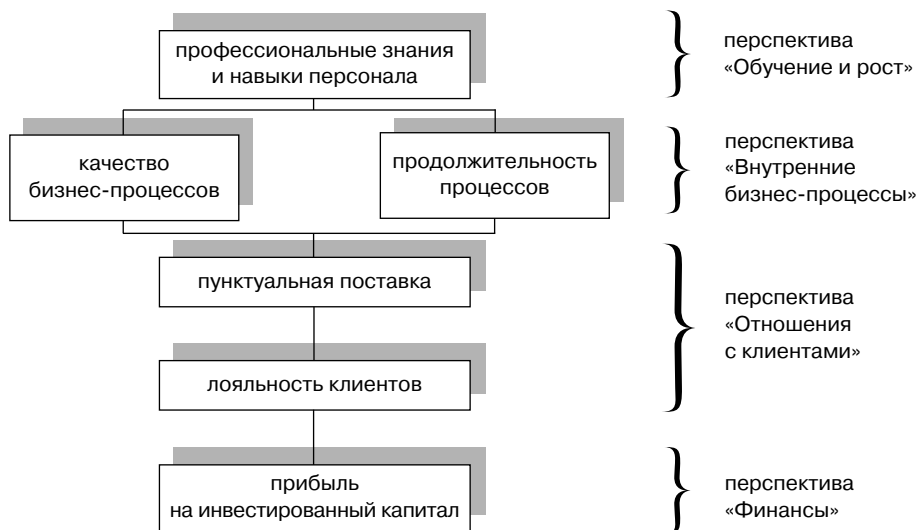 профессиональные знания
и навыки персонала
перспектива
«Обучение и рост»
качество
бизнес-процессов
продолжительность
процессов
перспектива
«Внутренние
бизнес-процессы»
пунктуальная поставка
лояльность клиентов
перспектива
«Отношения
с клиентами»
прибыль
на инвестированный капитал
перспектива
«Финансы»